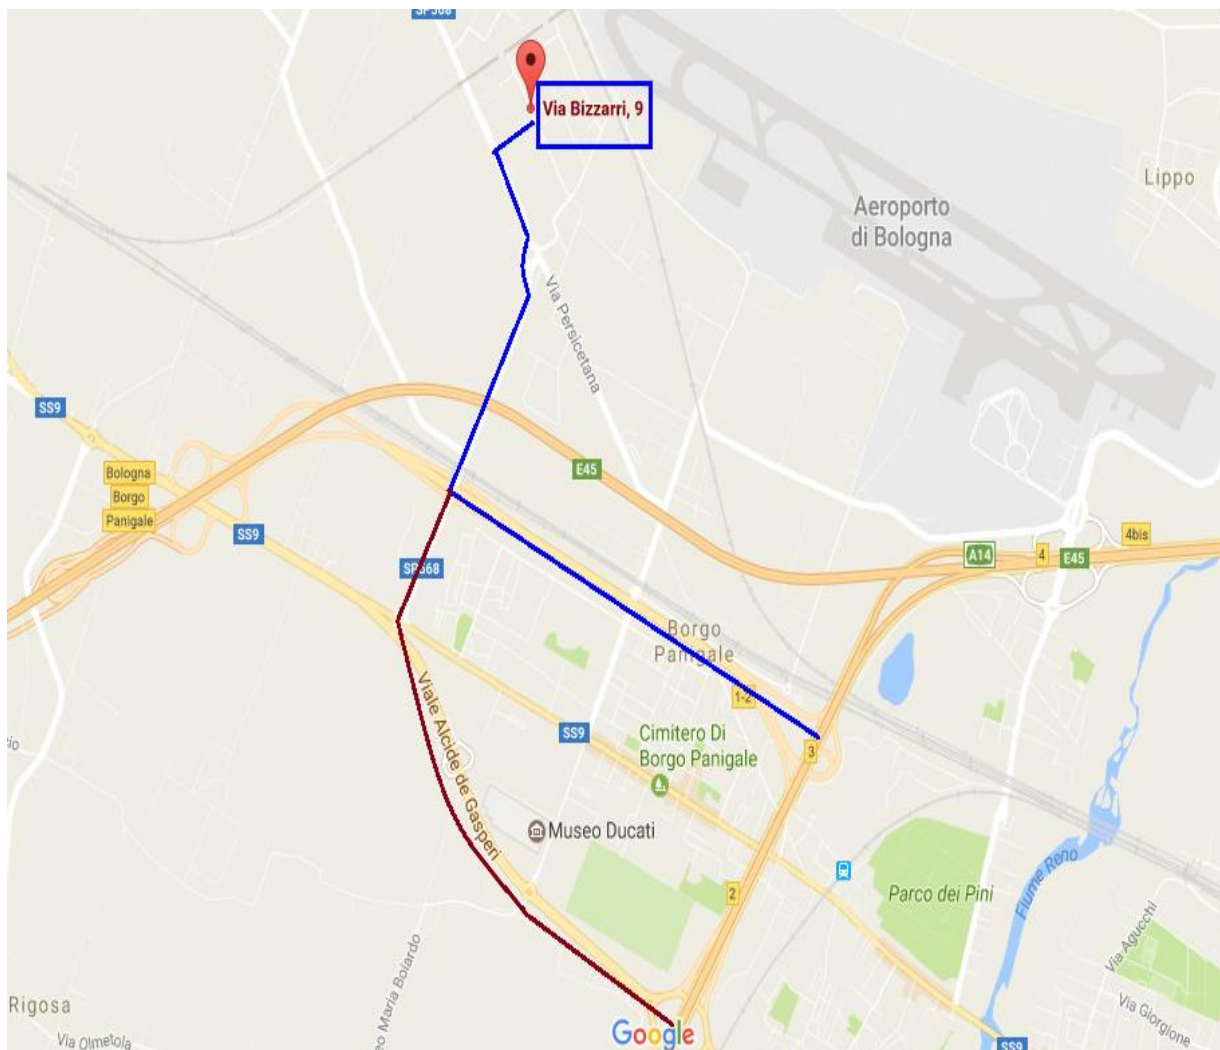 SP568
Via Bizzarri, 9
Lippo
Aeroporto
di Bologna
Via Persicetana
SS9
Bologna
Borgo
Panigale
E45
SS9
4bis
A14
4
E45
SP568
Borgo
Panigale
1-2
Viale Alcide de Gasperi
SS9
Cimitero Di
Borgo Panigale
3
Museo Ducati
2
Parco dei Pini
Fiume Reno
Via Agucchi
eo Maria Boiardo
Rigosa
Via Olmetola
Google
Via Giorgione
SS9